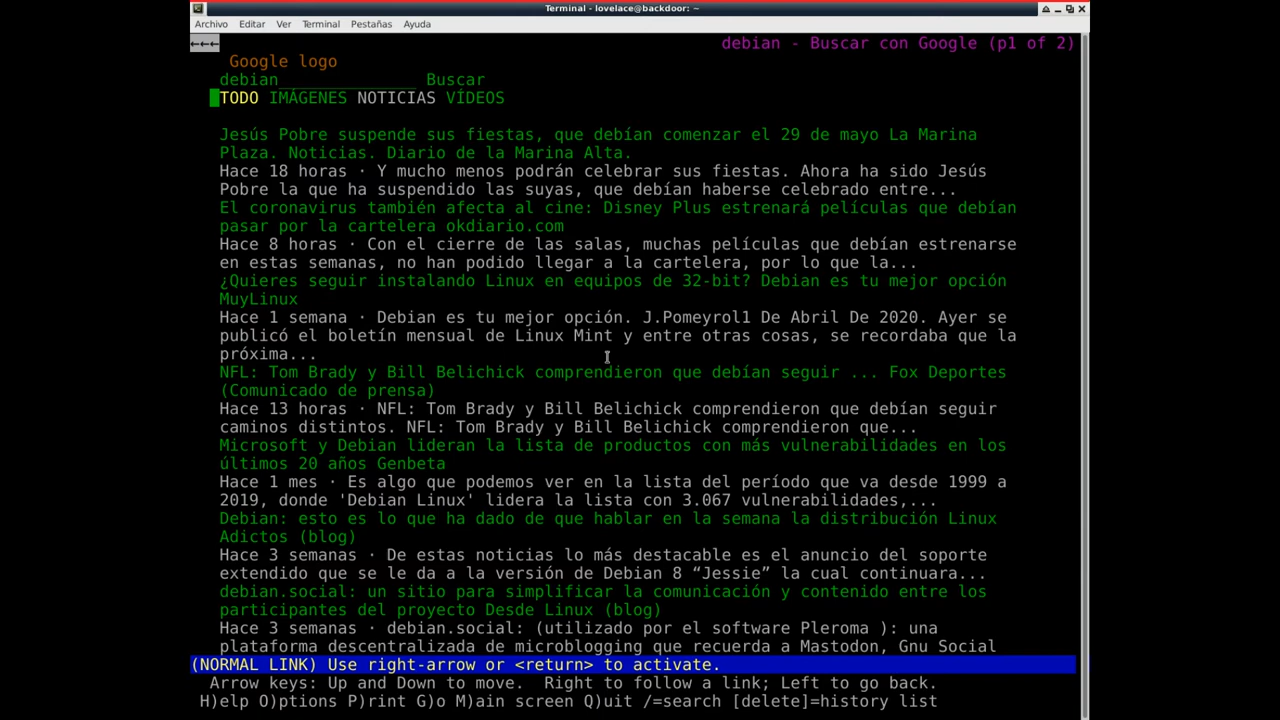 Terminal - lovelace@backdoor: ~
Archivo Editar Ver Terminal Pestañas Ayuda
←←← debian - Buscar con Google (p1 of 2)
Google logo
debian______________ Buscar
TODO IMÁGENES NOTICIAS VÍDEOS
Jesús Pobre suspende sus fiestas, que debían comenzar el 29 de mayo La Marina
Plaza. Noticias. Diario de la Marina Alta.
Hace 18 horas · Y mucho menos podrán celebrar sus fiestas. Ahora ha sido Jesús
Pobre la que ha suspendido las suyas, que debían haberse celebrado entre...
El coronavirus también afecta al cine: Disney Plus estrenará películas que debían
pasar por la cartelera okdiario.com
Hace 8 horas · Con el cierre de las salas, muchas películas que debían estrenarse
en estas semanas, no han podido llegar a la cartelera, por lo que la...
¿Quieres seguir instalando Linux en equipos de 32-bit? Debian es tu mejor opción
MuyLinux
Hace 1 semana · Debian es tu mejor opción. J.Pomeyrol1 De Abril De 2020. Ayer se
publicó el boletín mensual de Linux Mint y entre otras cosas, se recordaba que la
próxima...
NFL: Tom Brady y Bill Belichick comprendieron que debían seguir ... Fox Deportes
(Comunicado de prensa)
Hace 13 horas · NFL: Tom Brady y Bill Belichick comprendieron que debían seguir
caminos distintos. NFL: Tom Brady y Bill Belichick comprendieron que...
Microsoft y Debian lideran la lista de productos con más vulnerabilidades en los
últimos 20 años Genbeta
Hace 1 mes · Es algo que podemos ver en la lista del período que va desde 1999 a
2019, donde 'Debian Linux' lidera la lista con 3.067 vulnerabilidades,...
Debian: esto es lo que ha dado de que hablar en la semana la distribución Linux
Adictos (blog)
Hace 3 semanas · De estas noticias lo más destacable es el anuncio del soporte
extendido que se le da a la versión de Debian 8 “Jessie” la cual continuara...
debian.social: un sitio para simplificar la comunicación y contenido entre los
participantes del proyecto Desde Linux (blog)
Hace 3 semanas · debian.social: (utilizado por el software Pleroma ): una
plataforma descentralizada de microblogging que recuerda a Mastodon, Gnu Social
(NORMAL LINK) Use right-arrow or <return> to activate.
Arrow keys: Up and Down to move. Right to follow a link; Left to go back.
H)elp O)ptions P)rint G)o M)ain screen Q)uit /=search [delete]=history list